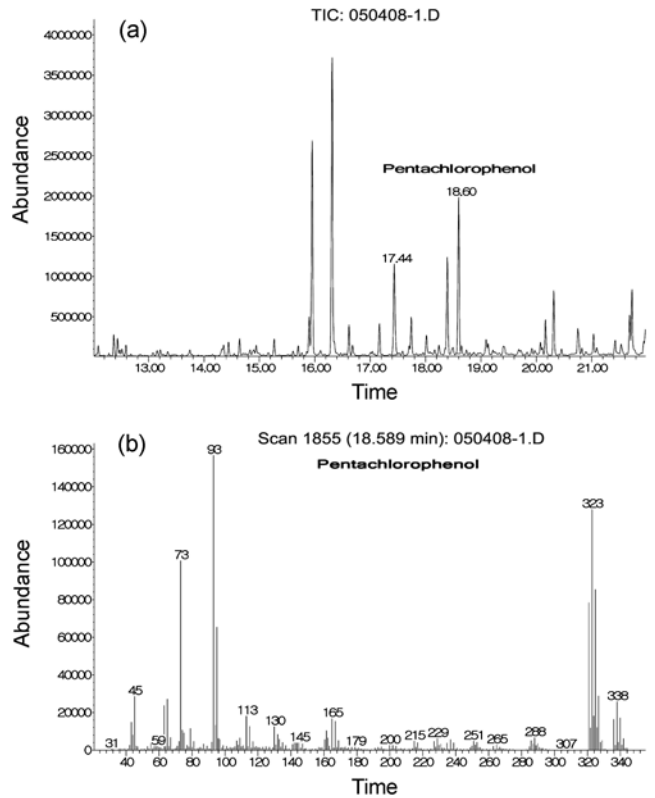 TIC: 050408-1.D
(a)
Abundance
4000000
3500000
3000000
2500000
2000000
1500000
1000000
500000
Pentachlorophenol
18.60
17.44
13.00 14.00 15.00 16.00 17.00 18.00 19.00 20.00 21.00
Time
(b)
Scan 1855 (18.589 min): 050408-1.D
Pentachlorophenol
Abundance
160000
140000
120000
100000
80000
60000
40000
20000
0
31 45 59 73 93 113 130 145 165 179 200 215 229 251 265 288 307 323 338
40 60 80 100 120 140 160 180 200 220 240 260 280 300 320 340
Time